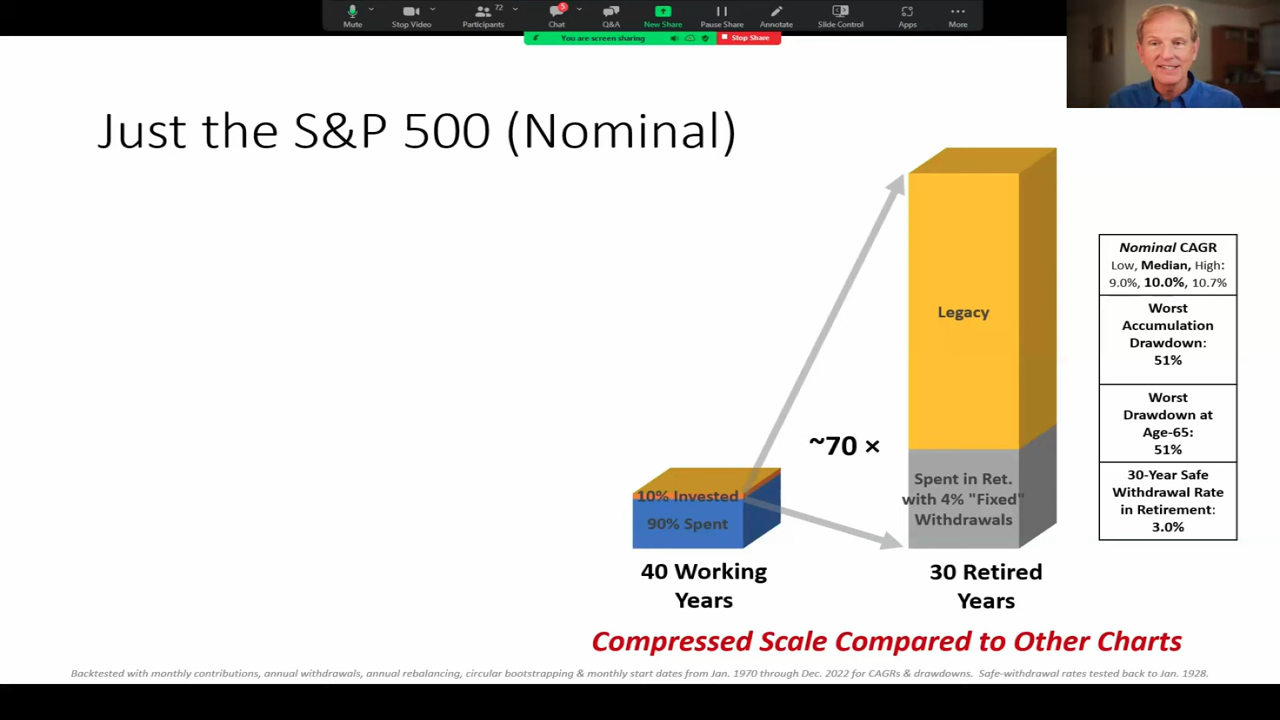 72
5
Mute
Stop Video
Participants
Chat
Q&A
New Share
Pause Share
Annotate
Slide Control
Apps
More
You are screen sharing
Stop Share
Just the S&P 500 (Nominal)
Legacy
~70 ×
Spent in Ret.
with 4% "Fixed"
Withdrawals
10% Invested
90% Spent
40 Working
Years
30 Retired
Years
Nominal CAGR
Low, Median, High:
9.0%, 10.0%, 10.7%
Worst
Accumulation
Drawdown:
51%
Worst
Drawdown at
Age-65:
51%
30-Year Safe
Withdrawal Rate
in Retirement:
3.0%
Compressed Scale Compared to Other Charts
Backtested with monthly contributions, annual withdrawals, annual rebalancing, circular bootstrapping & monthly start dates from Jan. 1970 through Dec. 2022 for CAGRs & drawdowns. Safe-withdrawal rates tested back to Jan. 1928.